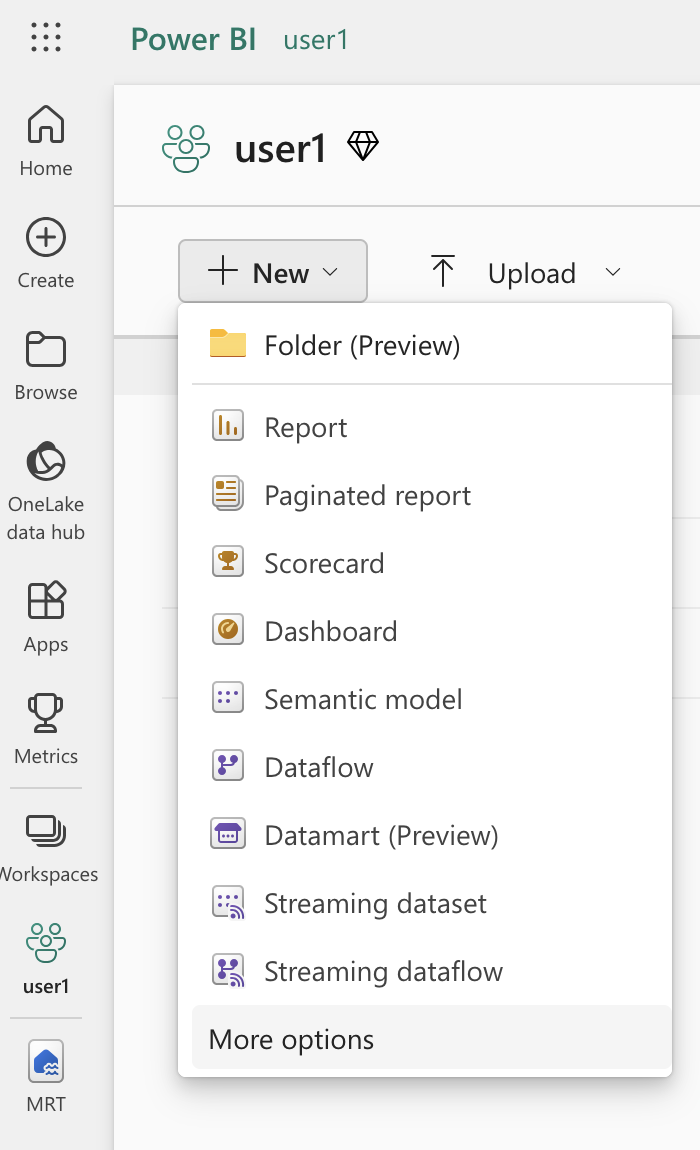 Power BI user1
user1
Home
Create
Browse
OneLake
data hub
Apps
Metrics
Workspaces
user1
MRT
New
Upload
Folder (Preview)
Report
Paginated report
Scorecard
Dashboard
Semantic model
Dataflow
Datamart (Preview)
Streaming dataset
Streaming dataflow
More options